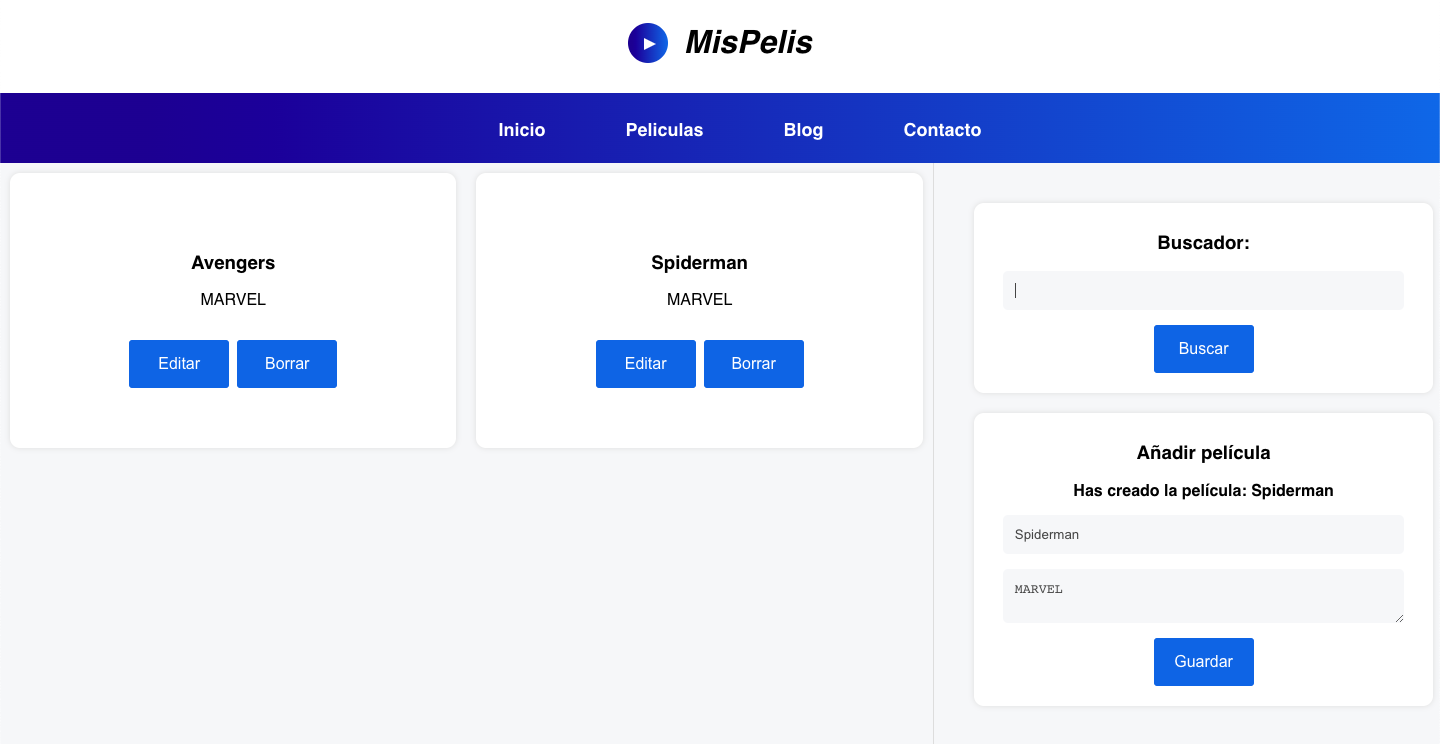 MisPelis
Inicio Peliculas Blog Contacto
Avengers
MARVEL
Editar Borrar
Spiderman
MARVEL
Editar Borrar
Buscador:
Buscar
Añadir película
Has creado la película: Spiderman
Spiderman
MARVEL
Guardar